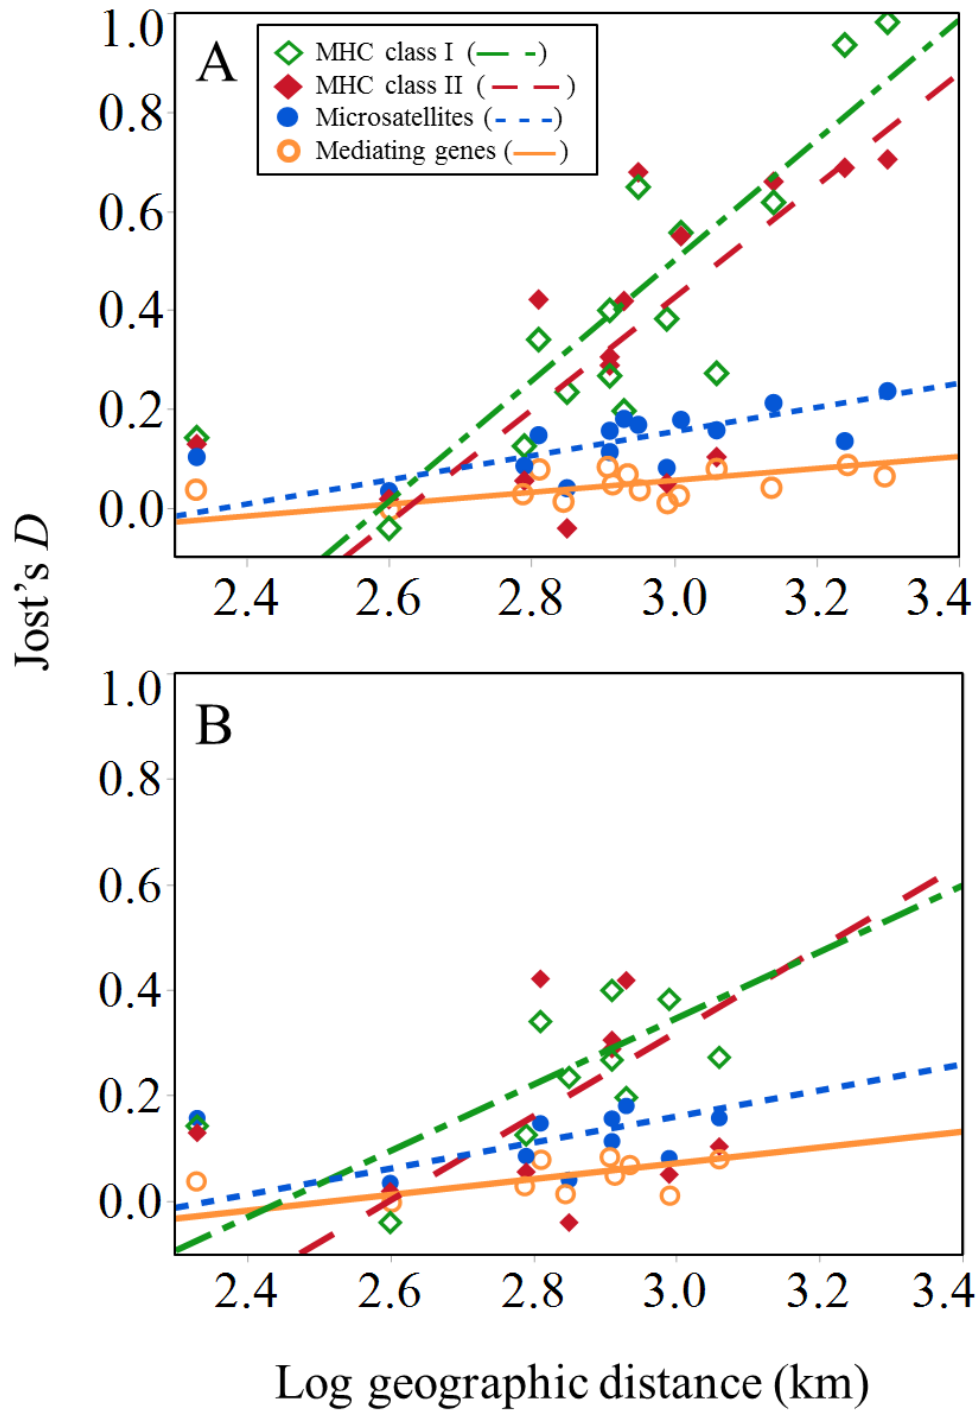 A
MHC class I ( )
MHC class II ( )
Microsatellites ( )
Mediating genes ( )
1.0
0.8
0.6
0.4
0.2
0.0
2.4 2.6 2.8 3.0 3.2 3.4
Jost's D
B
1.0
0.8
0.6
0.4
0.2
0.0
2.4 2.6 2.8 3.0 3.2 3.4
Log geographic distance (km)